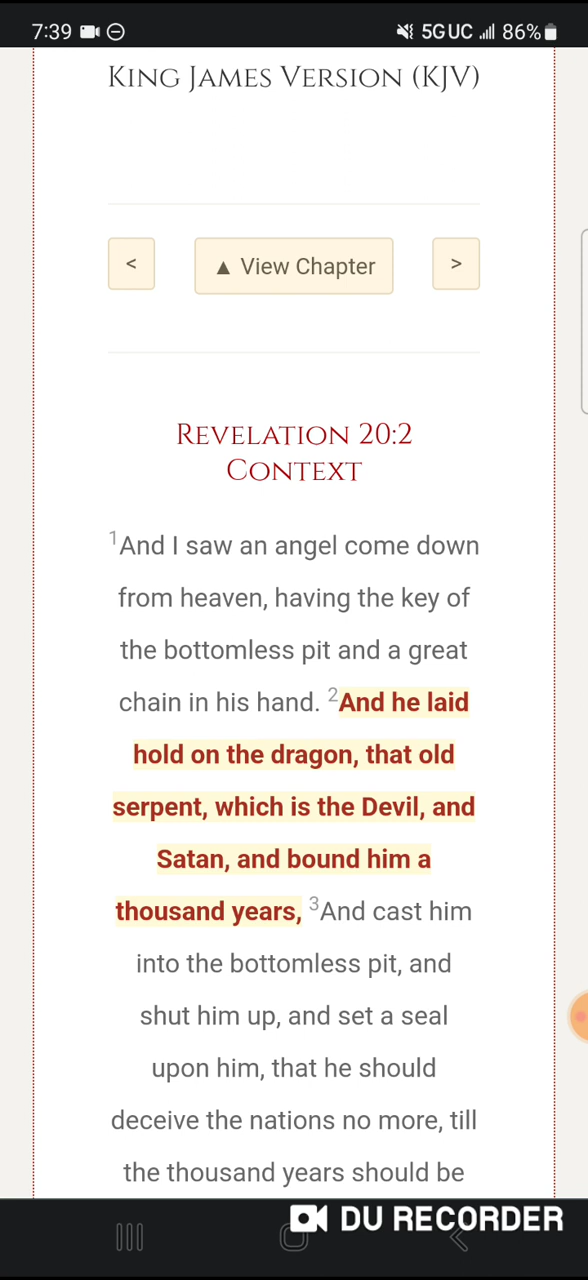 7:39 5G UC 86%
KING JAMES VERSION (KJV)
< ▲ View Chapter >
REVELATION 20:2
CONTEXT
1And I saw an angel come down
from heaven, having the key of
the bottomless pit and a great
chain in his hand. 2And he laid
hold on the dragon, that old
serpent, which is the Devil, and
Satan, and bound him a
thousand years, 3And cast him
into the bottomless pit, and
shut him up, and set a seal
upon him, that he should
deceive the nations no more, till
the thousand years should be
DU RECORDER